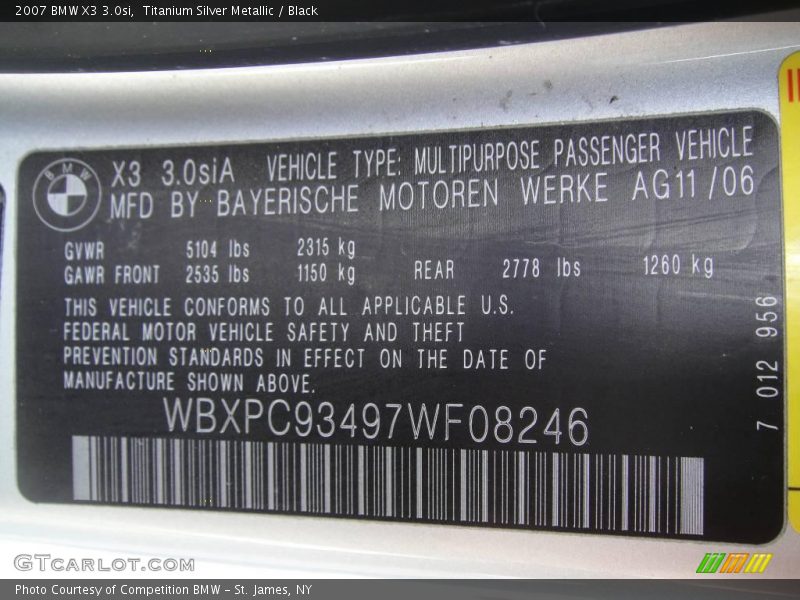 2007 BMW X3 3.0si, Titanium Silver Metallic / Black
BMW
X3 3.0siA VEHICLE TYPE: MULTIPURPOSE PASSENGER VEHICLE
MFD BY BAYERISCHE MOTOREN WERKE AG 11/06
GVWR 5104 lbs 2315 kg
GAWR FRONT 2535 lbs 1150 kg REAR 2778 lbs 1260 kg
THIS VEHICLE CONFORMS TO ALL APPLICABLE U.S.
FEDERAL MOTOR VEHICLE SAFETY AND THEFT
PREVENTION STANDARDS IN EFFECT ON THE DATE OF
MANUFACTURE SHOWN ABOVE.
WBXPC93497WF08246
7 012 956
GTCARLOT.COM
Photo Courtesy of Competition BMW - St. James, NY